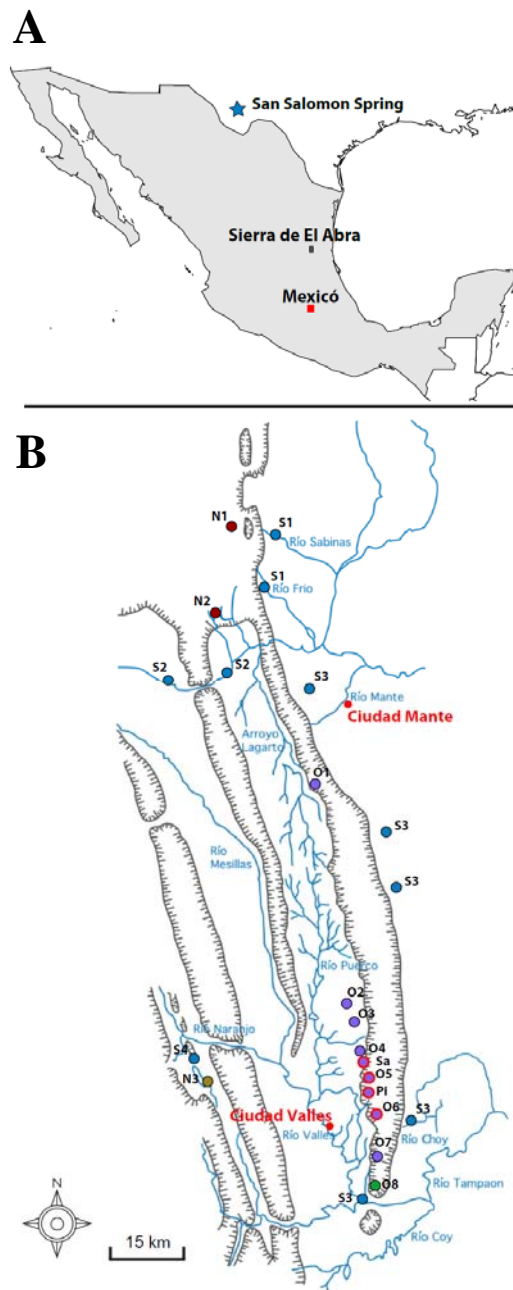 A
San Salomon Spring
Sierra de El Abra
Mexicó
B
N1
S1
Río Sabinas
S1
Río Frio
N2
S2
S2
S3
Río Mante
Ciudad Mante
Arroyo
Lagarto
O1
S3
Río
Mesillas
S3
Río Puerco
O2
O3
Río Naranjo
O4
S4
Sa
O5
N3
PI
O6
Ciudad Valles
S3
Río Valles
Río Choy
O7
Río Tampaon
O8
S3
N
Río Coy
15 km